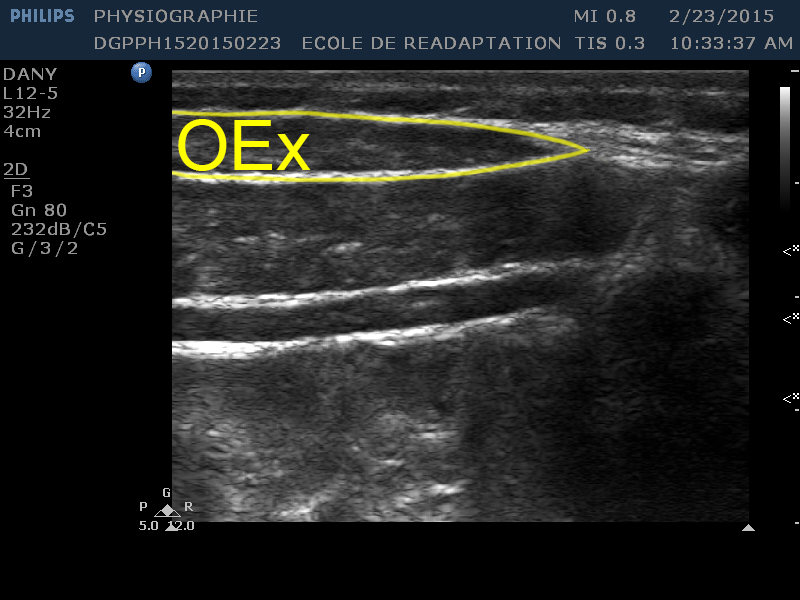 PHILIPS PHYSIOGRAPHIE MI 0.8 2/23/2015
DGPPH1520150223 ECOLE DE READAPTATION TIS 0.3 10:33:37 AM
DANY
L12-5
32Hz
4cm
2D
F3
Gn 80
232dB/C5
G/3/2
P
OEx
G
P R
5.0 12.0